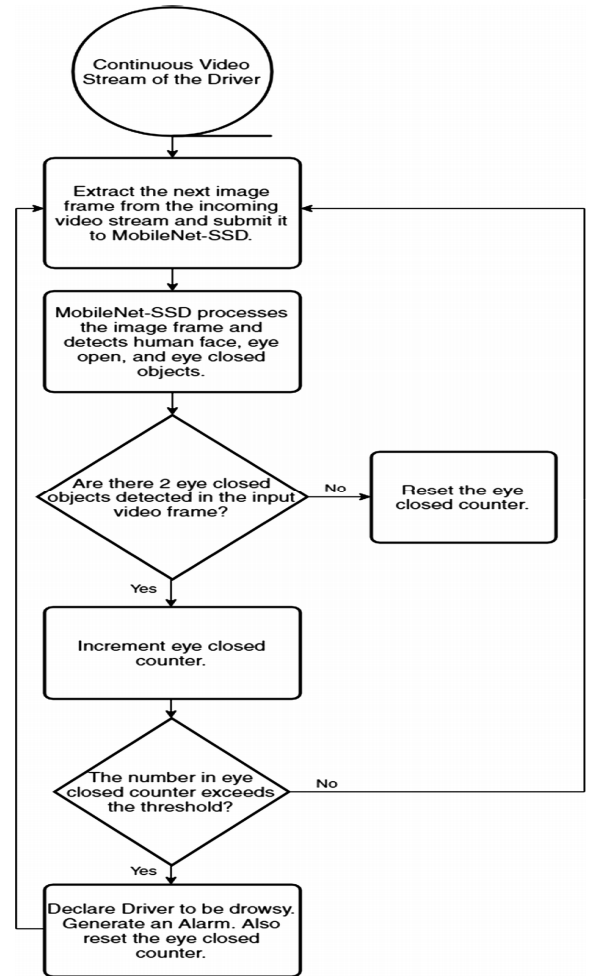 Continuous Video
Stream of the Driver
Extract the next image
frame from the incoming
video stream and submit it
to MobileNet-SSD.
MobileNet-SSD processes
the image frame and
detects human face, eye
open, and eye closed
objects.
Are there 2 eye closed
objects detected in the input
video frame?
No
Reset the eye
closed counter.
Yes
Increment eye closed
counter.
The number in eye
closed counter exceeds
the threshold?
No
Yes
Declare Driver to be drowsy.
Generate an Alarm. Also
reset the eye closed
counter.